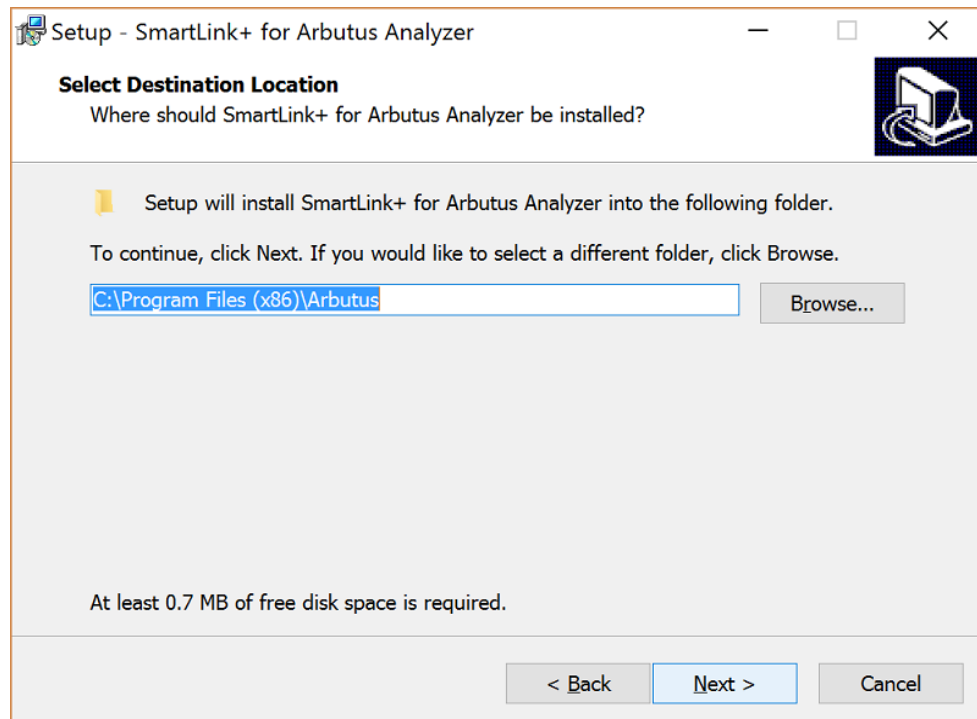 Setup - SmartLink+ for Arbutus Analyzer
Select Destination Location
Where should SmartLink+ for Arbutus Analyzer be installed?
Setup will install SmartLink+ for Arbutus Analyzer into the following folder.
To continue, click Next. If you would like to select a different folder, click Browse.
C:\Program Files (x86)\Arbutus
Browse...
At least 0.7 MB of free disk space is required.
< Back
Next >
Cancel